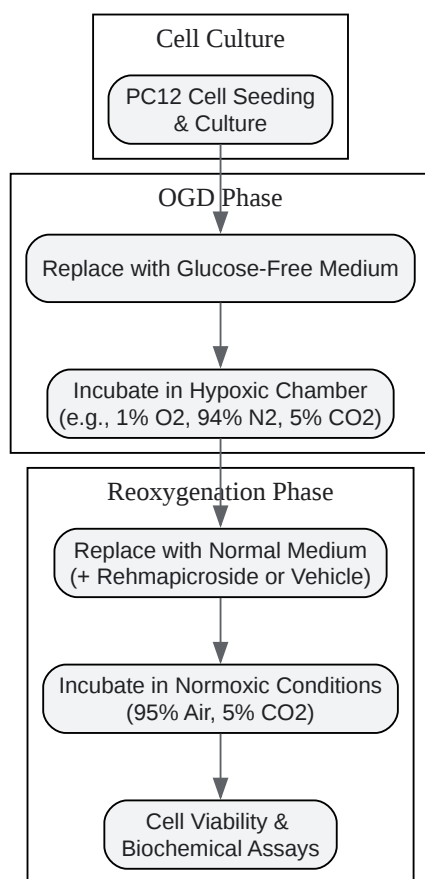 Cell Culture
PC12 Cell Seeding
& Culture
OGD Phase
Replace with Glucose-Free Medium
Incubate in Hypoxic Chamber
(e.g., 1% O2, 94% N2, 5% CO2)
Reoxygenation Phase
Replace with Normal Medium
(+ Rehmapicroside or Vehicle)
Incubate in Normoxic Conditions
(95% Air, 5% CO2)
Cell Viability &
Biochemical Assays